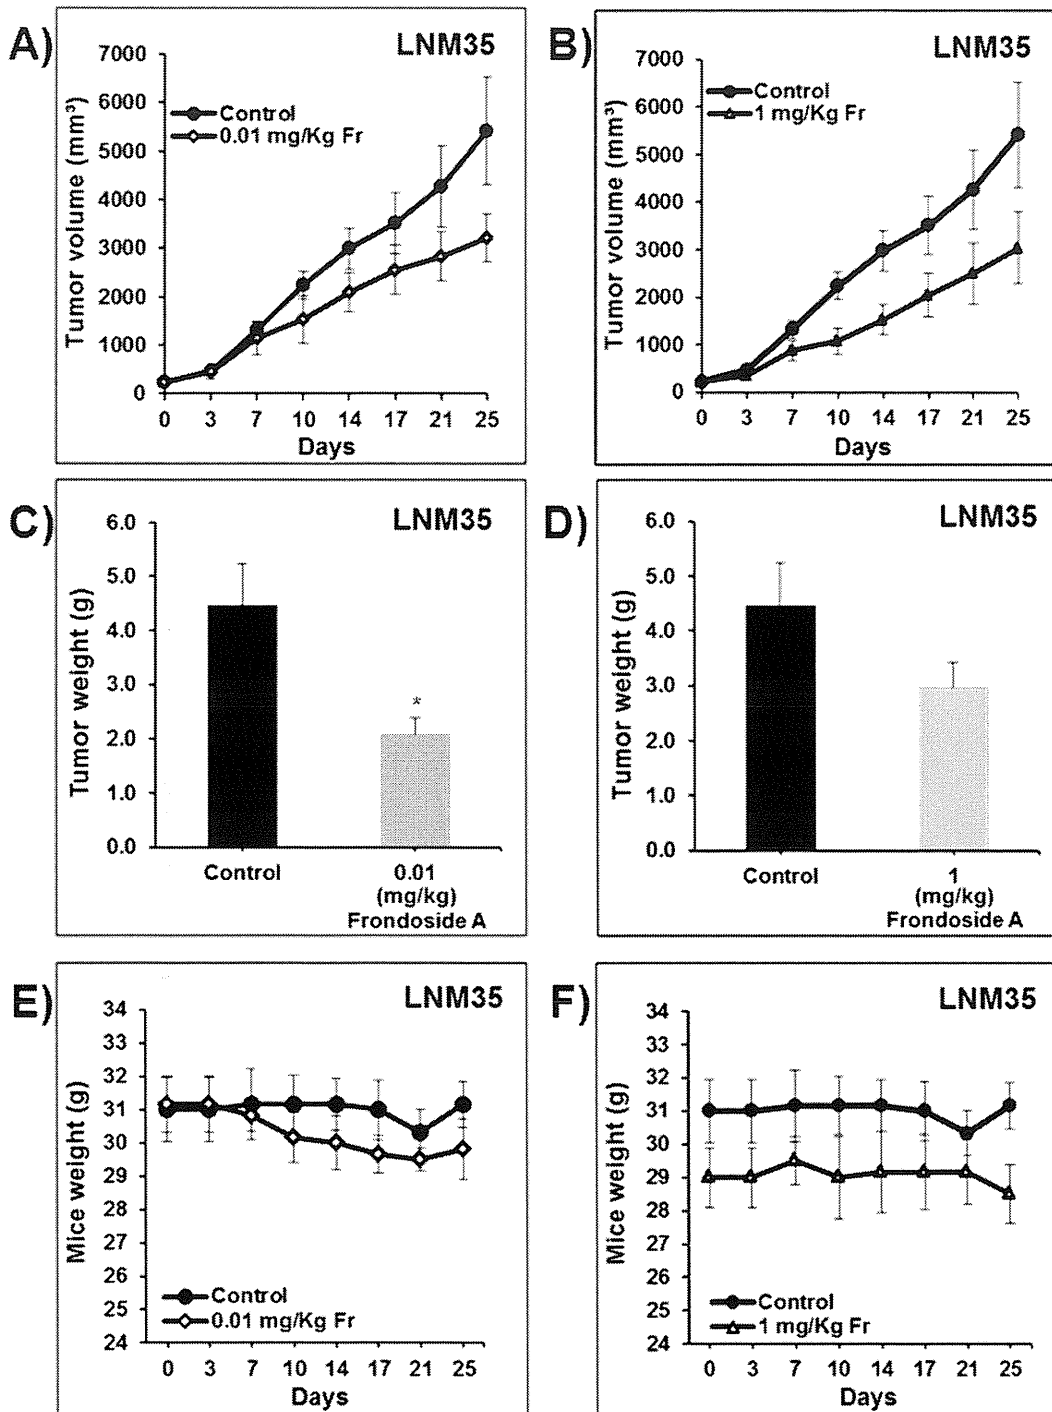 A)
LNM35
Tumor volume (mm³)
7000
6000
5000
4000
3000
2000
1000
0
Control
0.01 mg/Kg Fr
0 3 7 10 14 17 21 25
Days
B)
LNM35
Tumor volume (mm³)
7000
6000
5000
4000
3000
2000
1000
0
Control
1 mg/Kg Fr
0 3 7 10 14 17 21 25
Days
C)
LNM35
Tumor weight (g)
6.0
5.0
4.0
3.0
2.0
1.0
0.0
*
Control
0.01
(mg/kg)
Frondoside A
D)
LNM35
Tumor weight (g)
6.0
5.0
4.0
3.0
2.0
1.0
0.0
Control
1
(mg/kg)
Frondoside A
E)
LNM35
Mice weight (g)
34
33
32
31
30
29
28
27
26
25
24
Control
0.01 mg/Kg Fr
0 3 7 10 14 17 21 25
Days
F)
LNM35
Mice weight (g)
34
33
32
31
30
29
28
27
26
25
24
Control
1 mg/Kg Fr
0 3 7 10 14 17 21 25
Days